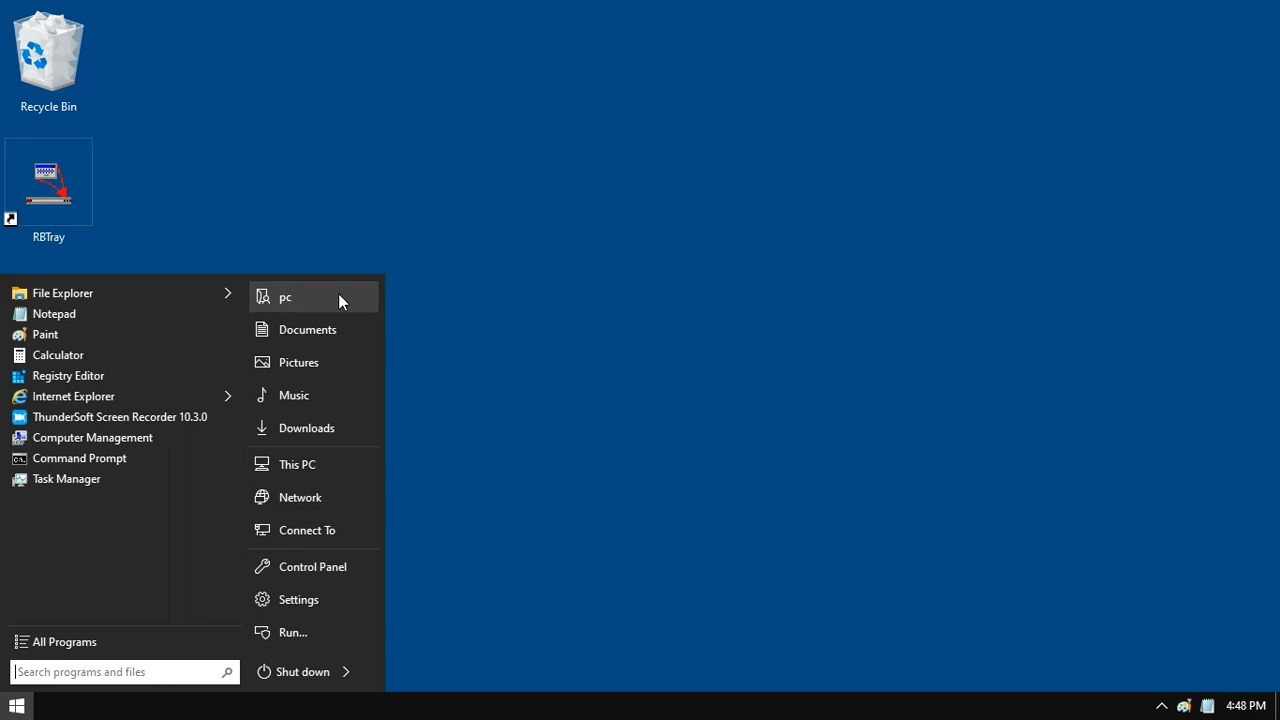 Recycle Bin
RBTray
File Explorer
Notepad
Paint
Calculator
Registry Editor
Internet Explorer
ThunderSoft Screen Recorder 10.3.0
Computer Management
Command Prompt
Task Manager
All Programs
Search programs and files
pc
Documents
Pictures
Music
Downloads
This PC
Network
Connect To
Control Panel
Settings
Run...
Shut down
4:48 PM